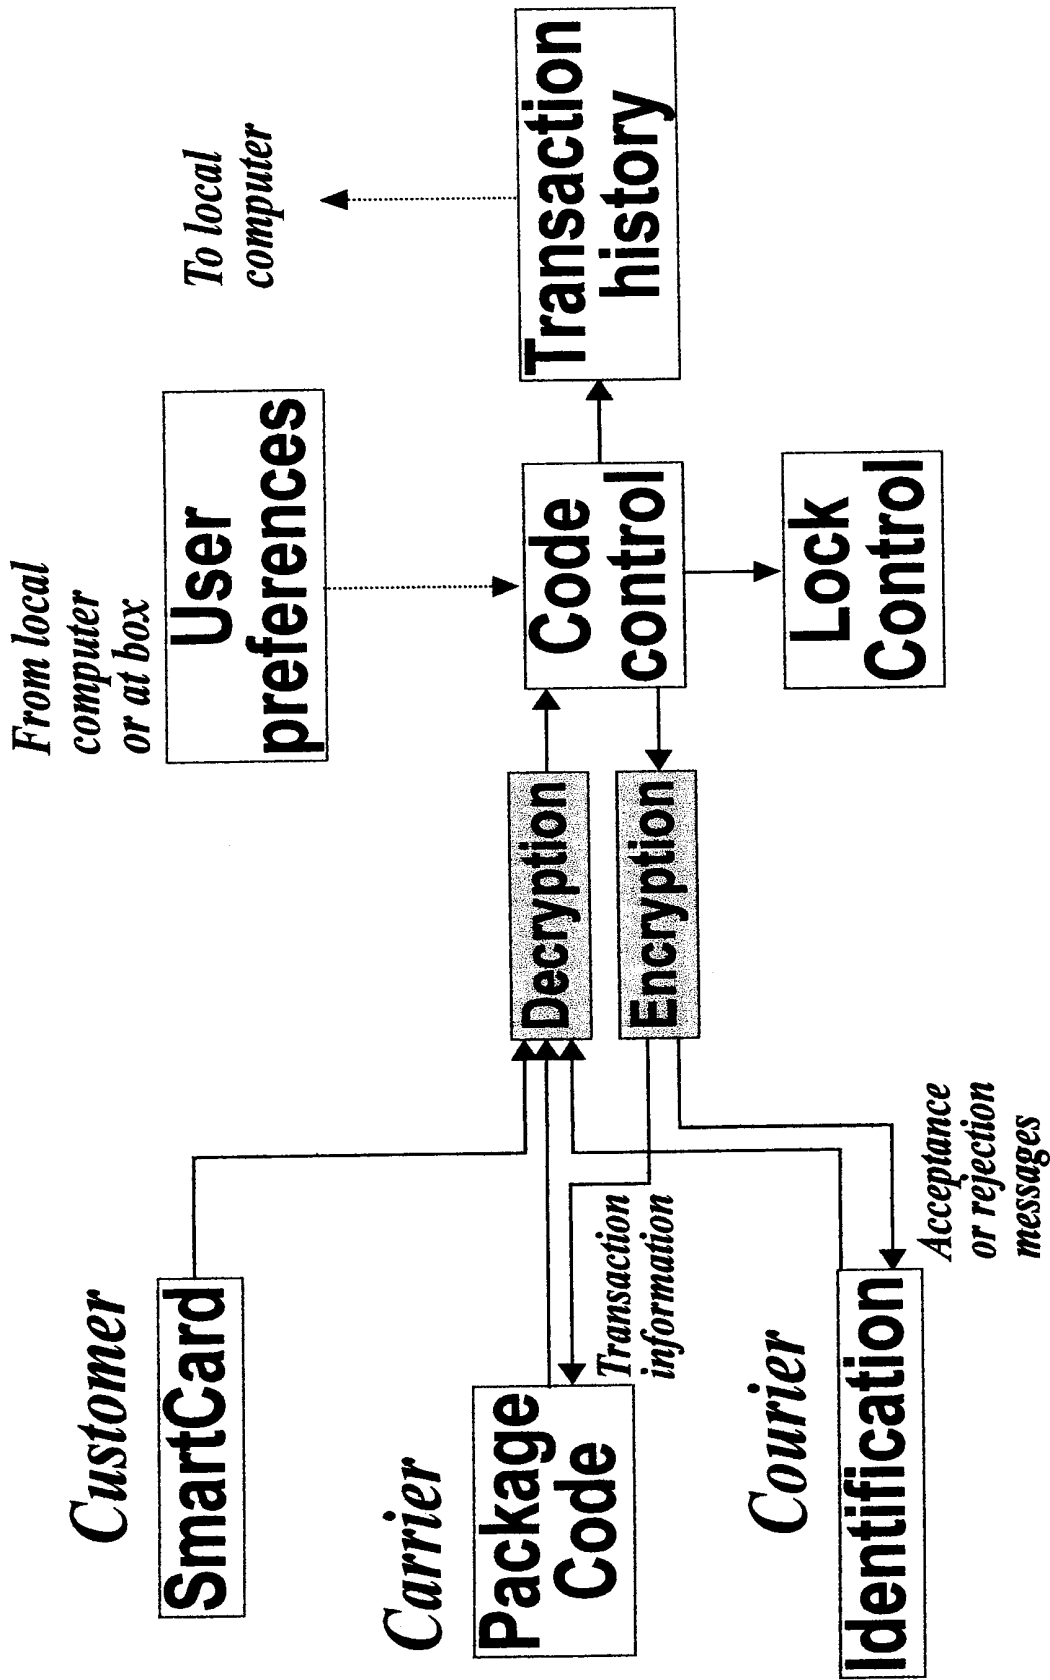 Customer
SmartCard
Carrier
Package
Code
Transaction
information
Courier
Identification
Acceptance
or rejection
messages
Decryption
Encryption
From local
computer
or at box
User
preferences
Code
control
Lock
Control
To local
computer
Transaction
history